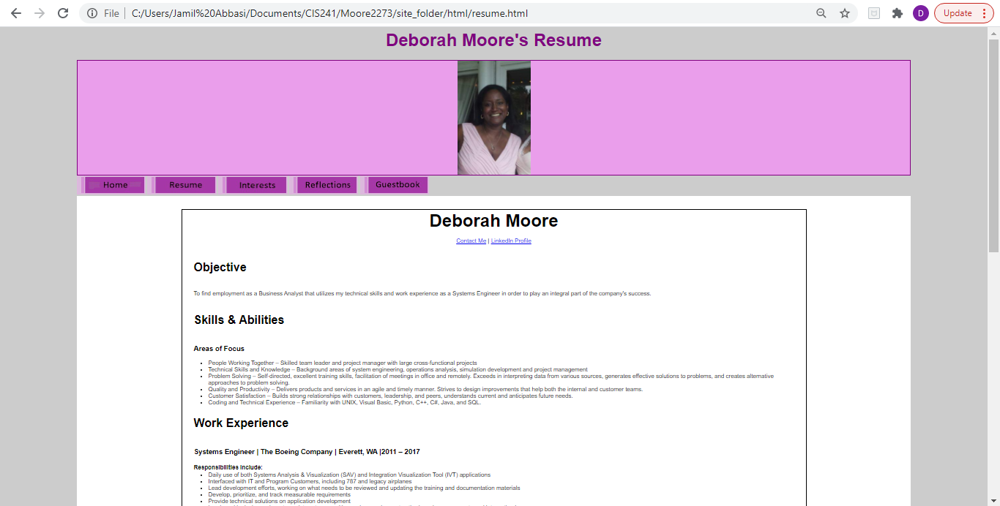 File | C:/Users/Jamil%20Abbasi/Documents/CIS241/Moore2273/site_folder/html/resume.html
D
Update
Deborah Moore's Resume
Home Resume Interests Reflections Guestbook
Deborah Moore
Contact Me | LinkedIn Profile
Objective
To find employment as a Business Analyst that utilizes my technical skills and work experience as a Systems Engineer in order to play an integral part of the company's success.
Skills & Abilities
Areas of Focus
• People Working Together – Skilled team leader and project manager with large cross-functional projects
• Technical Skills and Knowledge – Background areas of system engineering, operations analysis, simulation development and project management
• Problem Solving – Self-directed, excellent training skills, facilitation of meetings in office and remotely. Exceeds in interpreting data from various sources, generates effective solutions to problems, and creates alternative
approaches to problem solving.
• Quality and Productivity – Delivers products and services in an agile and timely manner. Strives to design improvements that help both the internal and customer teams.
• Customer Satisfaction – Builds strong relationships with customers, leadership, and peers, understands current and anticipates future needs.
• Coding and Technical Experience – Familiarity with UNIX, Visual Basic, Python, C++, C#, Java, and SQL.
Work Experience
Systems Engineer | The Boeing Company | Everett, WA |2011 – 2017
Responsibilities include:
• Daily use of both Systems Analysis & Visualization (SAV) and Integration Visualization Tool (IVT) applications
• Interfaced with IT and Program Customers, including 787 and legacy airplanes
• Lead development efforts, working on what needs to be reviewed and updating the training and documentation materials
• Develop, prioritize, and track measurable requirements
• Provide technical solutions on application development